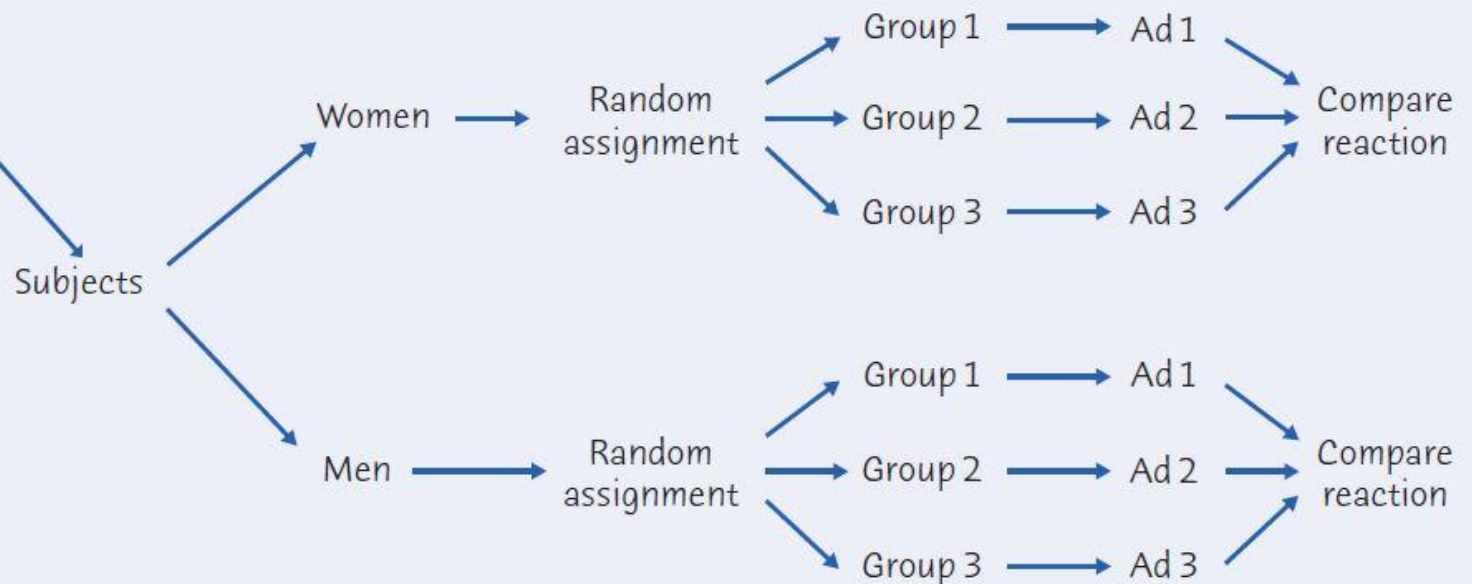 Group 1 Ad 1
Women Random assignment Group 2 Ad 2 Compare reaction
Group 3 Ad 3
Subjects
Group 1 Ad 1
Men Random assignment Group 2 Ad 2 Compare reaction
Group 3 Ad 3